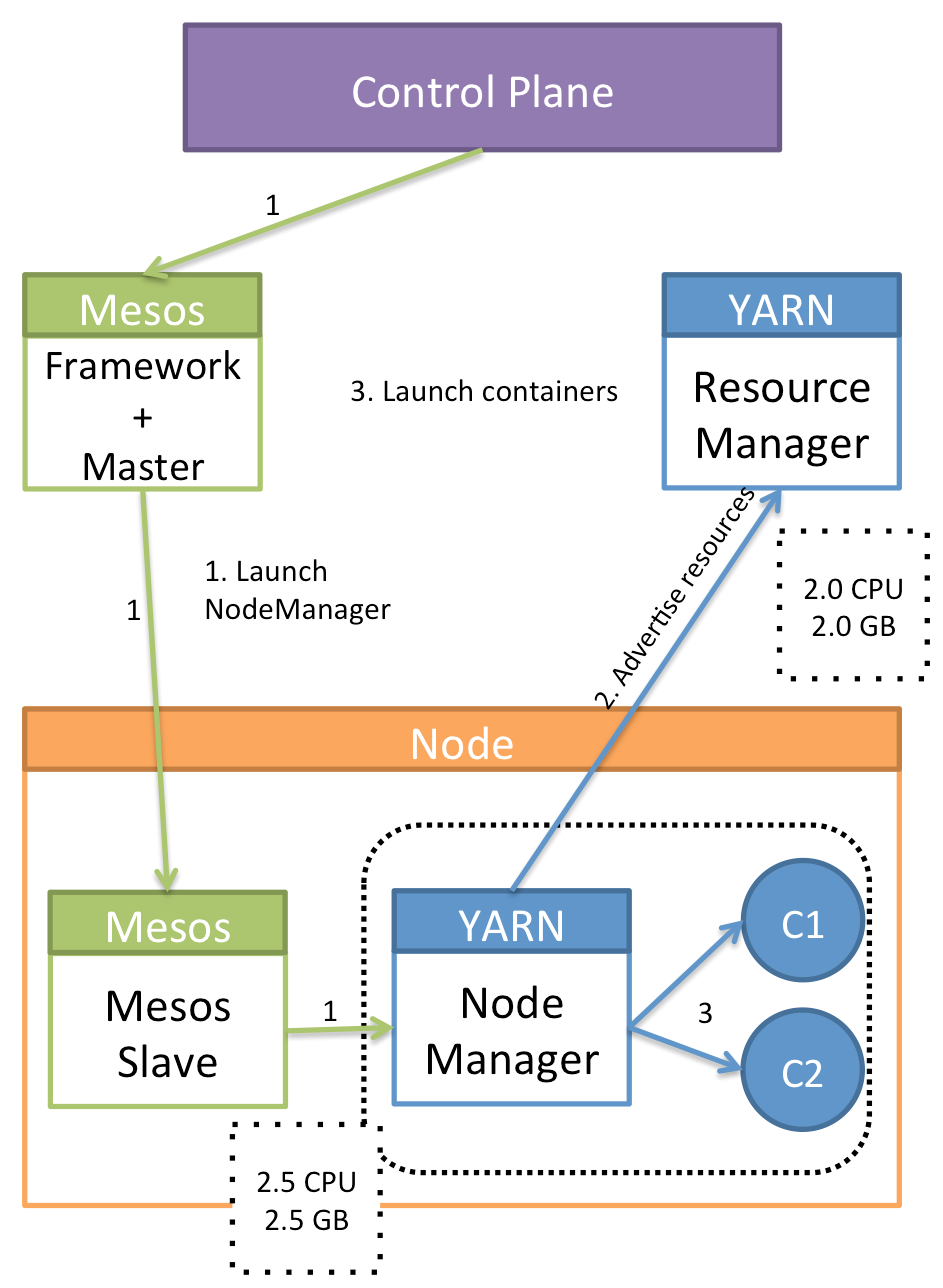 Control Plane
1
Mesos
Framework
+
Master
3. Launch containers
YARN
Resource
Manager
1. Launch
NodeManager
1
2. Advertise resources
2.0 CPU
2.0 GB
Node
Mesos
Mesos
Slave
1
YARN
Node
Manager
3
C1
C2
2.5 CPU
2.5 GB